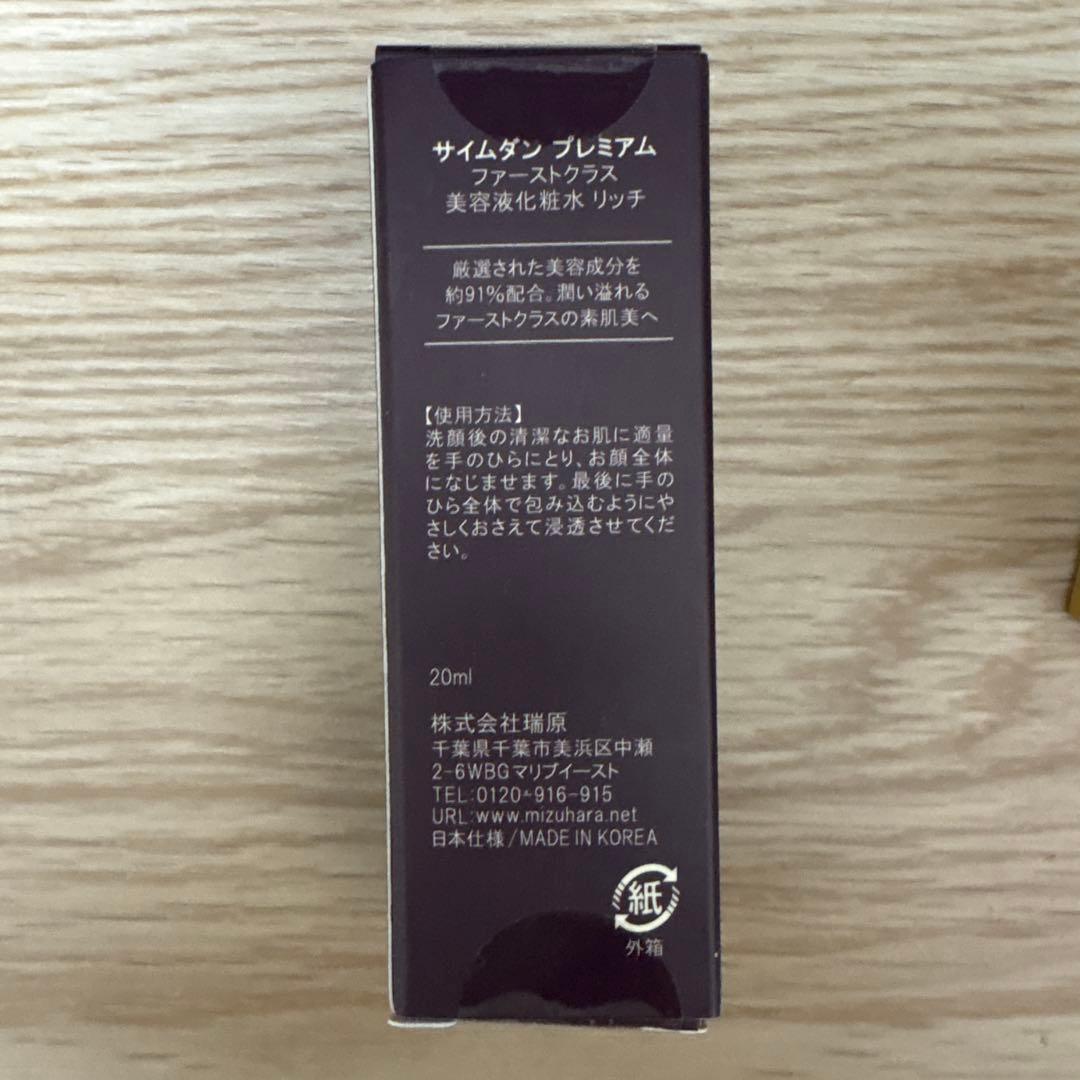 サイムダン プレミアム
ファーストクラス
美容液化粧水 リッチ
厳選された美容成分を
約91%配合。潤い溢れる
ファーストクラスの素肌美へ
【使用方法】
洗顔後の清潔なお肌に適量
を手のひらにとり、お顔全体
になじませます。最後に手の
ひら全体で包み込むようにや
さしくおさえて浸透させてくだ
さい。
20ml
株式会社瑞原
千葉県千葉市美浜区中瀬
2-6WBGマリブイースト
TEL:0120-916-915
URL:www.mizuhara.net
日本仕様/MADE IN KOREA
紙
外箱